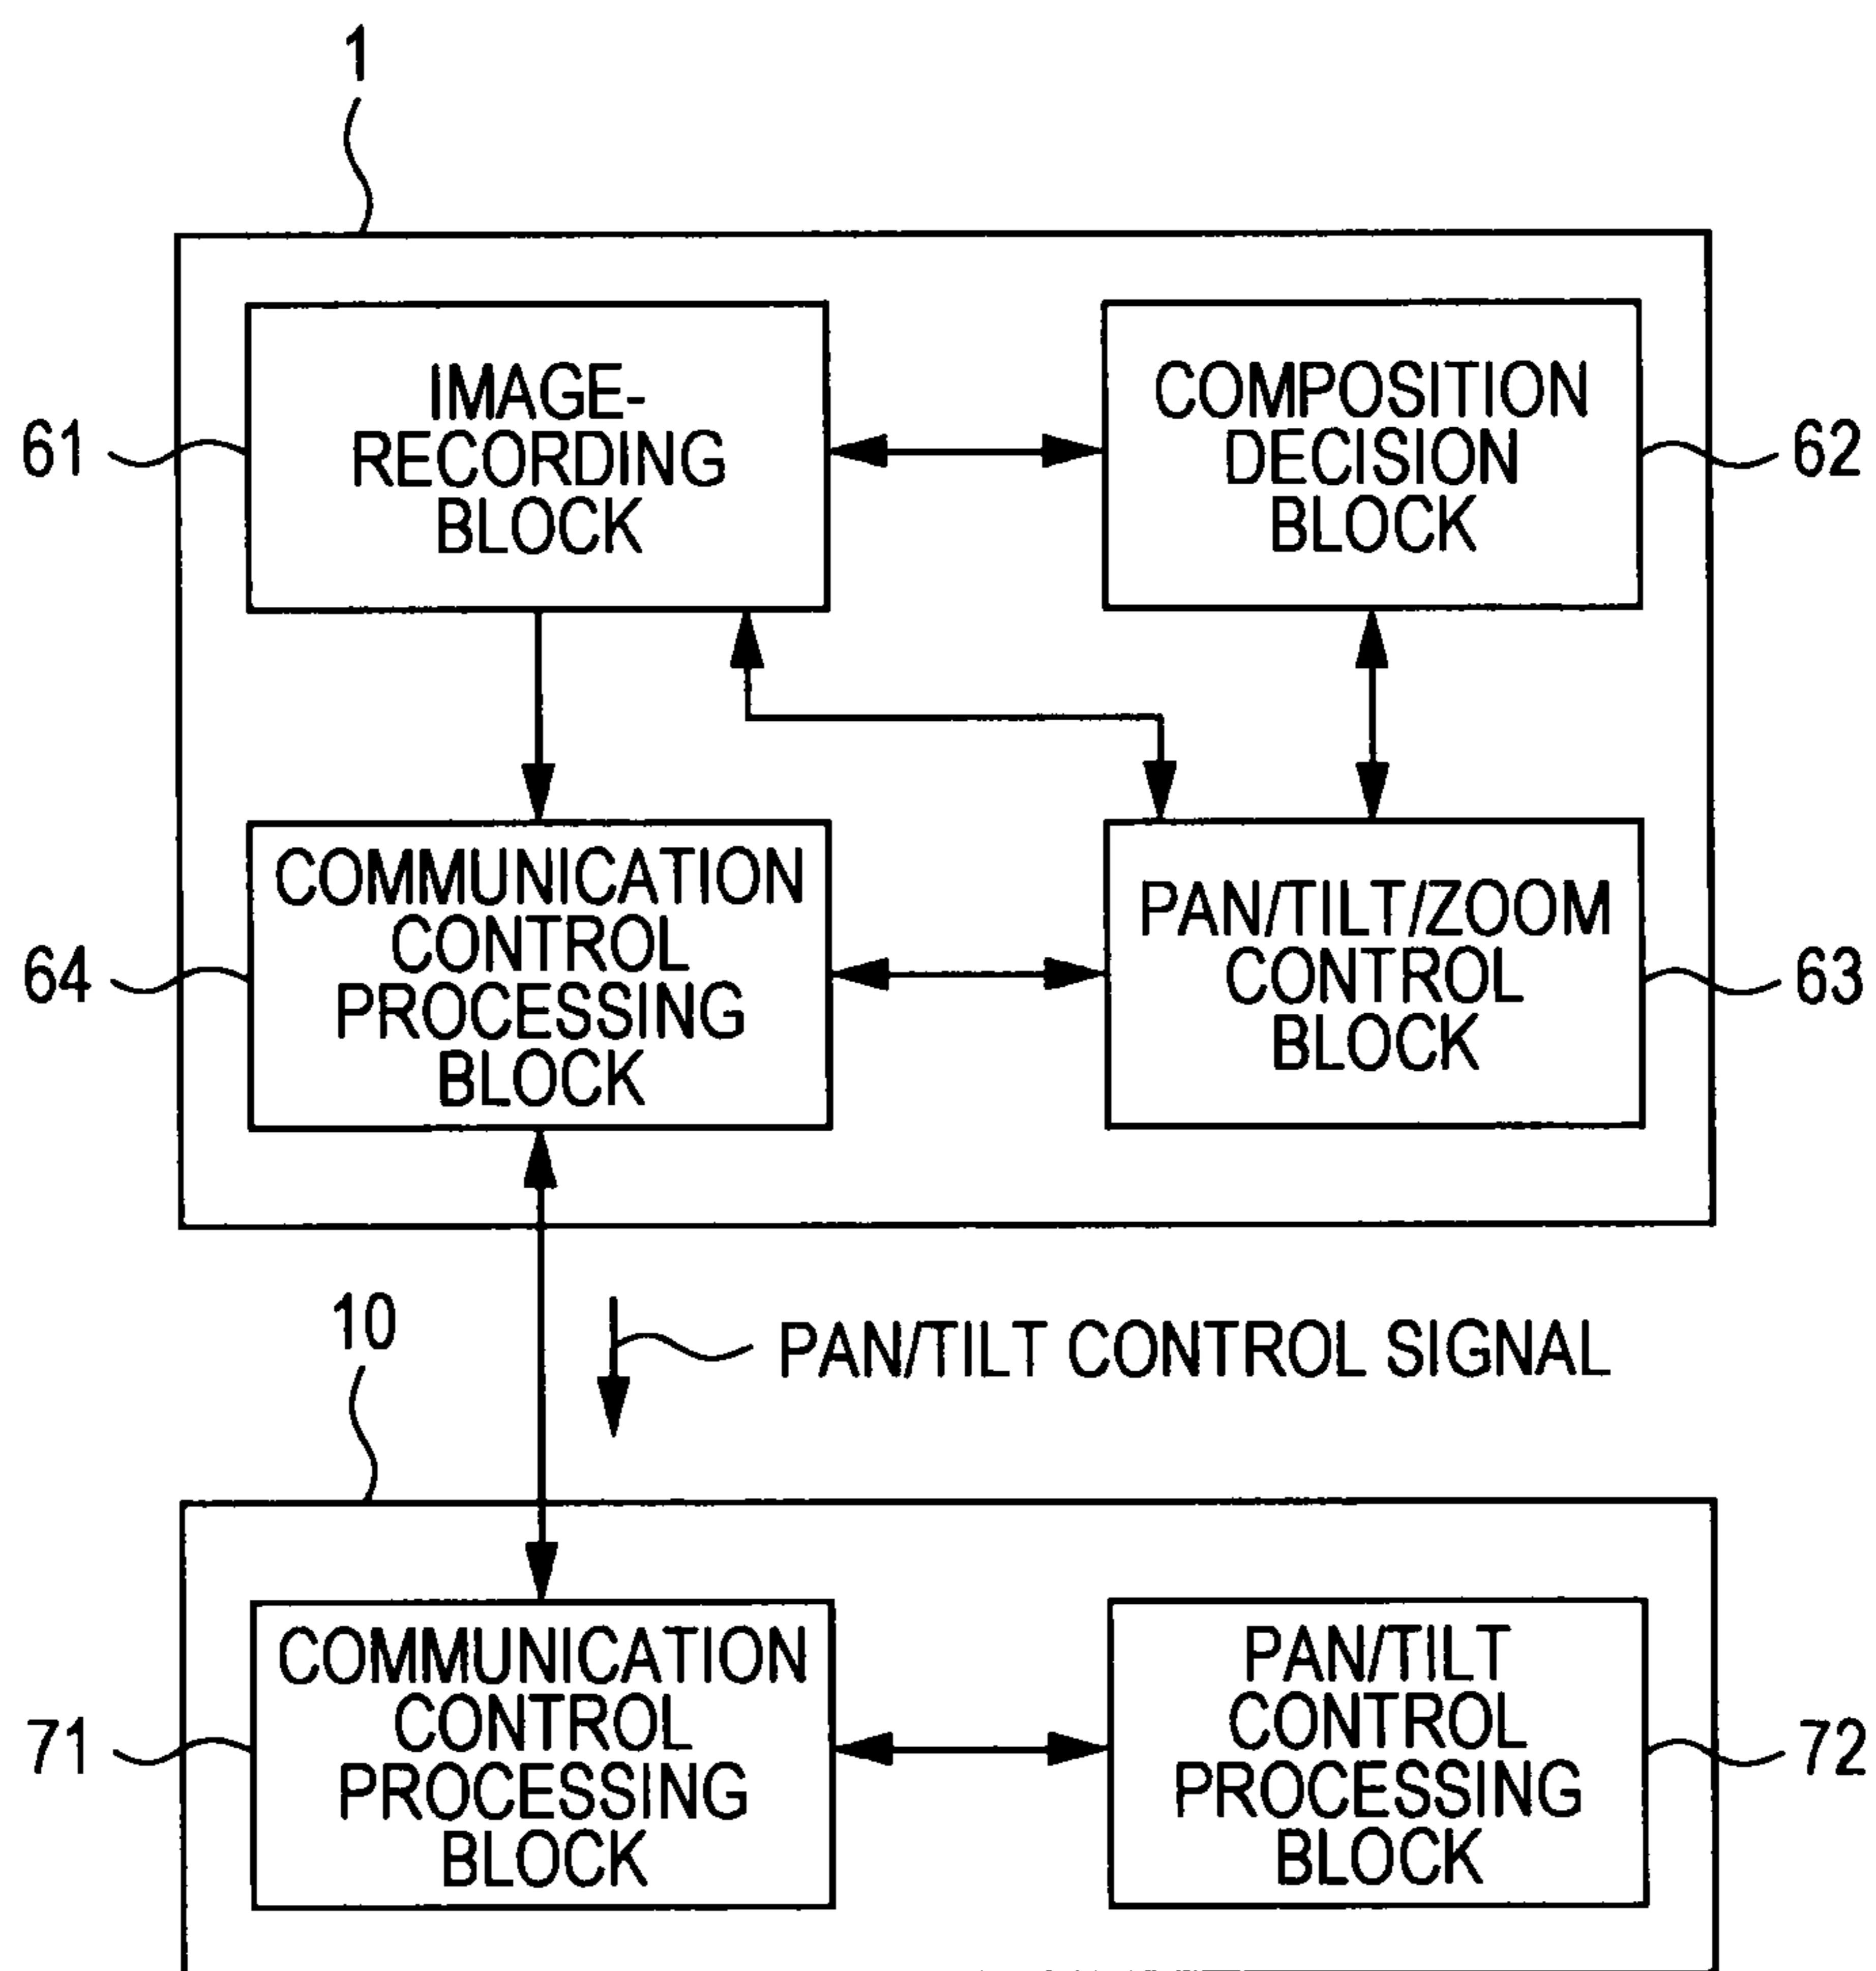 1
IMAGE-
RECORDING
BLOCK
COMPOSITION
DECISION
BLOCK
61
62
COMMUNICATION
CONTROL
PROCESSING
BLOCK
PAN/TILT/ZOOM
CONTROL
BLOCK
64
63
10
PAN/TILT CONTROL SIGNAL
COMMUNICATION
CONTROL
PROCESSING
BLOCK
PAN/TILT
CONTROL
PROCESSING
BLOCK
71
72